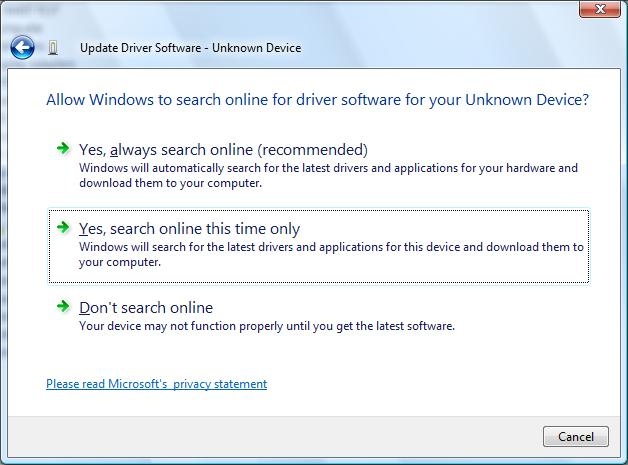 Update Driver Software - Unknown Device
Allow Windows to search online for driver software for your Unknown Device?
Yes, always search online (recommended)
Windows will automatically search for the latest drivers and applications for your hardware and
download them to your computer.
Yes, search online this time only
Windows will search for the latest drivers and applications for this device and download them to
your computer.
Don't search online
Your device may not function properly until you get the latest software.
Please read Microsoft's  privacy statement
Cancel